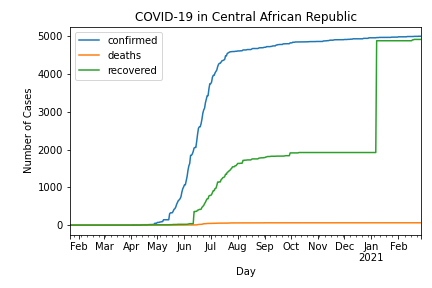 COVID-19 in Central African Republic
confirmed
deaths
recovered
Number of Cases
5000
4000
3000
2000
1000
0
Feb Mar Apr May Jun Jul Aug Sep Oct Nov Dec Jan Feb
2021
Day